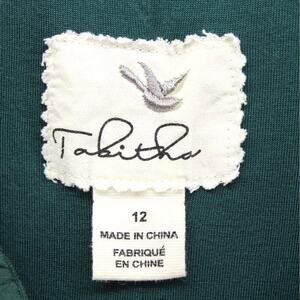 Tabitha
12
MADE IN CHINA
FABRIQUÉ
EN CHINE